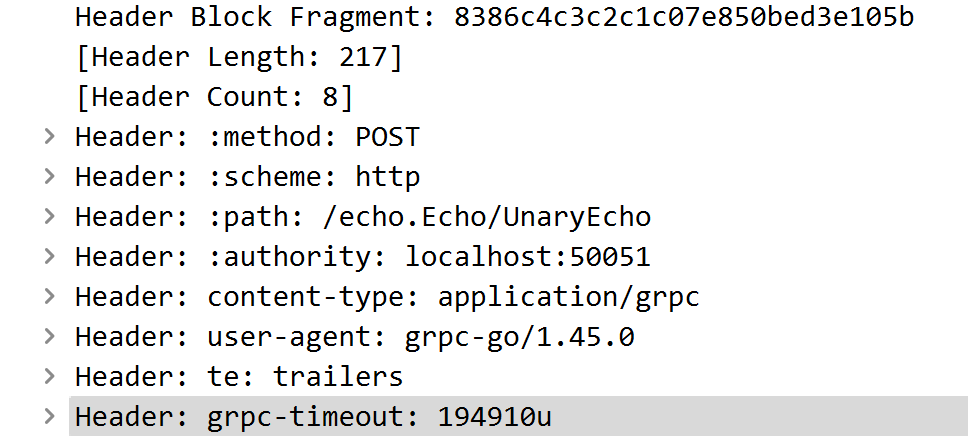 Header Block Fragment: 8386c4c3c2c1c07e850bed3e105b
[Header Length: 217]
[Header Count: 8]
Header: :method: POST
Header: :scheme: http
Header: :path: /echo.Echo/UnaryEcho
Header: :authority: localhost:50051
Header: content-type: application/grpc
Header: user-agent: grpc-go/1.45.0
Header: te: trailers
Header: grpc-timeout: 194910u